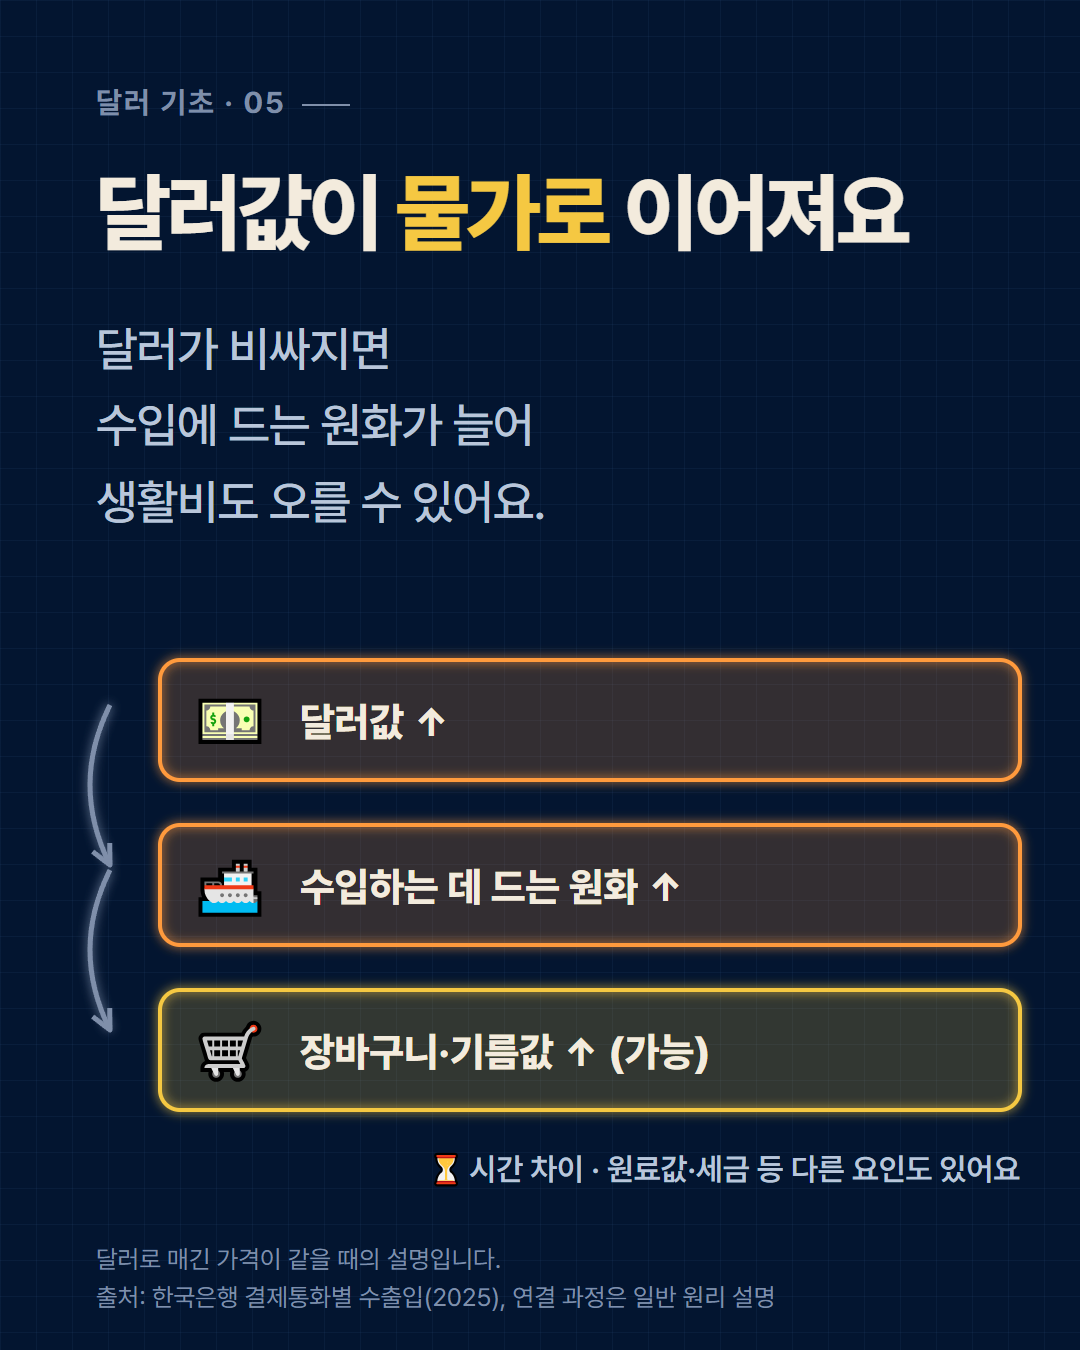 달러 기초 · 05
달러값이 물가로 이어져요
달러가 비싸지면
수입에 드는 원화가 늘어
생활비도 오를 수 있어요.
💵 달러값 ↑
🛳️ 수입하는 데 드는 원화 ↑
🛒 장바구니·기름값 ↑ (가능)
⏳ 시간 차이 · 원료값·세금 등 다른 요인도 있어요
달러로 매긴 가격이 같을 때의 설명입니다.
출처: 한국은행 결제통화별 수출입(2025), 연결 과정은 일반 원리 설명